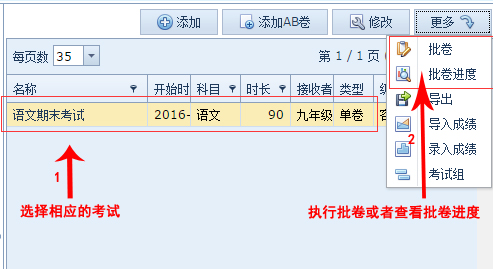 添加 添加AB卷 修改 更多
每页数 35 第 1 / 1 页
批卷
批卷进度
导出
导入成绩
录入成绩
考试组
名称 开始时 科目 时长 接收者 类型
语文期末考试 2016- 语文 90 九年级 单卷
1
2
选择相应的考试
执行批卷或者查看批卷进度